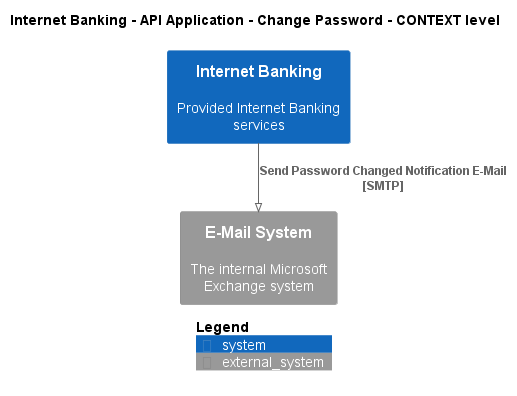 Internet Banking - API Application - Change Password - CONTEXT level
Internet Banking
Provided Internet Banking
services
Send Password Changed Notification E-Mail
[SMTP]
E-Mail System
The internal Microsoft
Exchange system
Legend
system
external_system